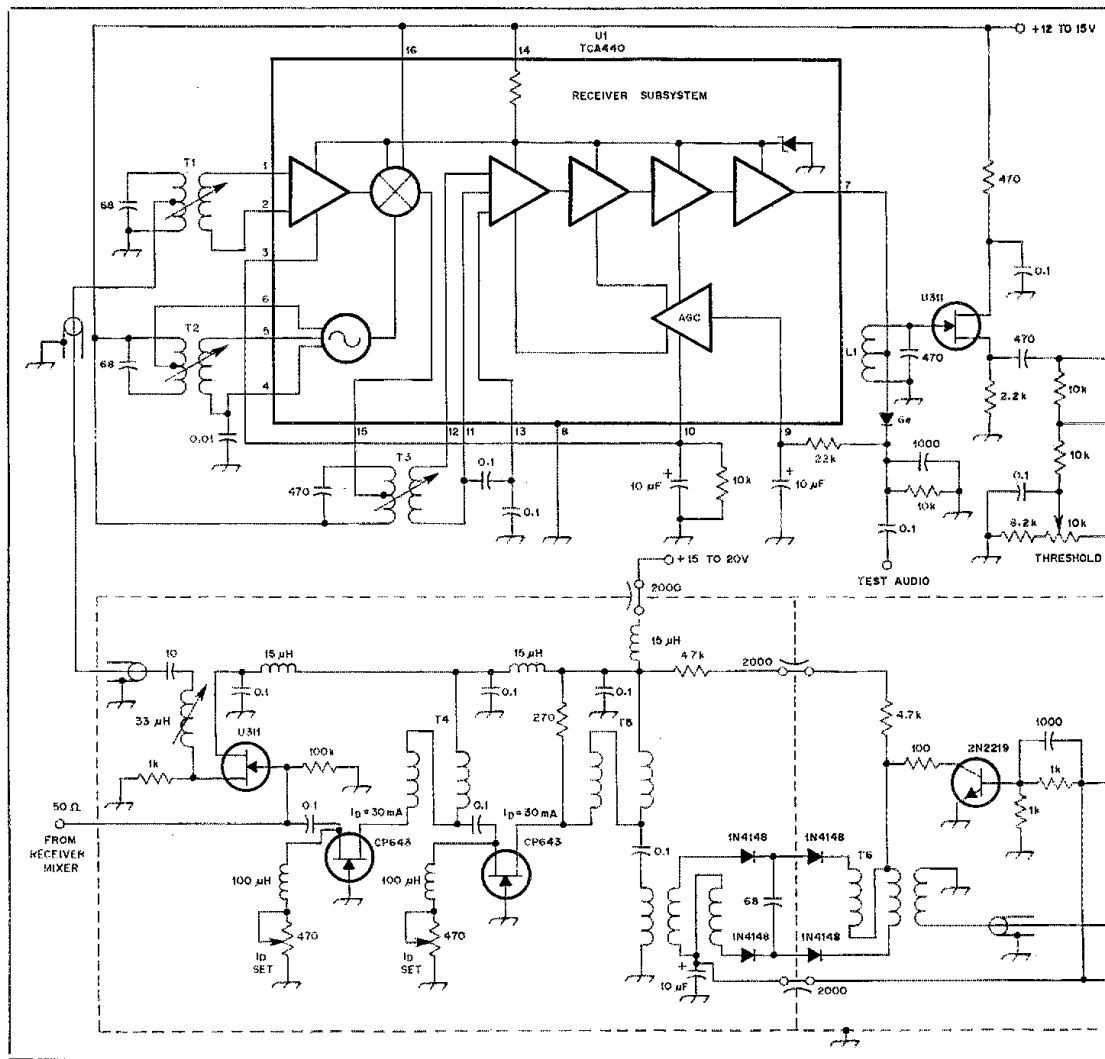 U1
TCA440
+12 TO 15V
16
14
RECEIVER SUBSYSTEM
T1
1
68
2
3
7
470
0.1
U311
6
AGC
T2
5
L1
470
470
68
4
2.2k
10k
Ge
15
12
11
13
8
10
9
0.01
T3
22k
1000
10k
470
0.1
10 µF
10k
10 µF
0.1
0.1
10k
8.2k
10k
0.1
+15 TO 20V
TEST AUDIO
THRESHOLD
2000
10
15 µH
15 µH
15 µH
47k
2000
0.1
0.1
0.1
33 µH
270
T4
T5
4.7k
1000
U311
100
2N2219
1k
100k
1k
1k
50 Ω
0.1
ID = 30 mA
0.1
ID = 30 mA
FROM
RECEIVER
MIXER
CP643
CP643
0.1
1N4148
1N4148
T6
100 µH
100 µH
68
470
470
1N4148
1N4148
ID
SET
ID
SET
10 µF
2000